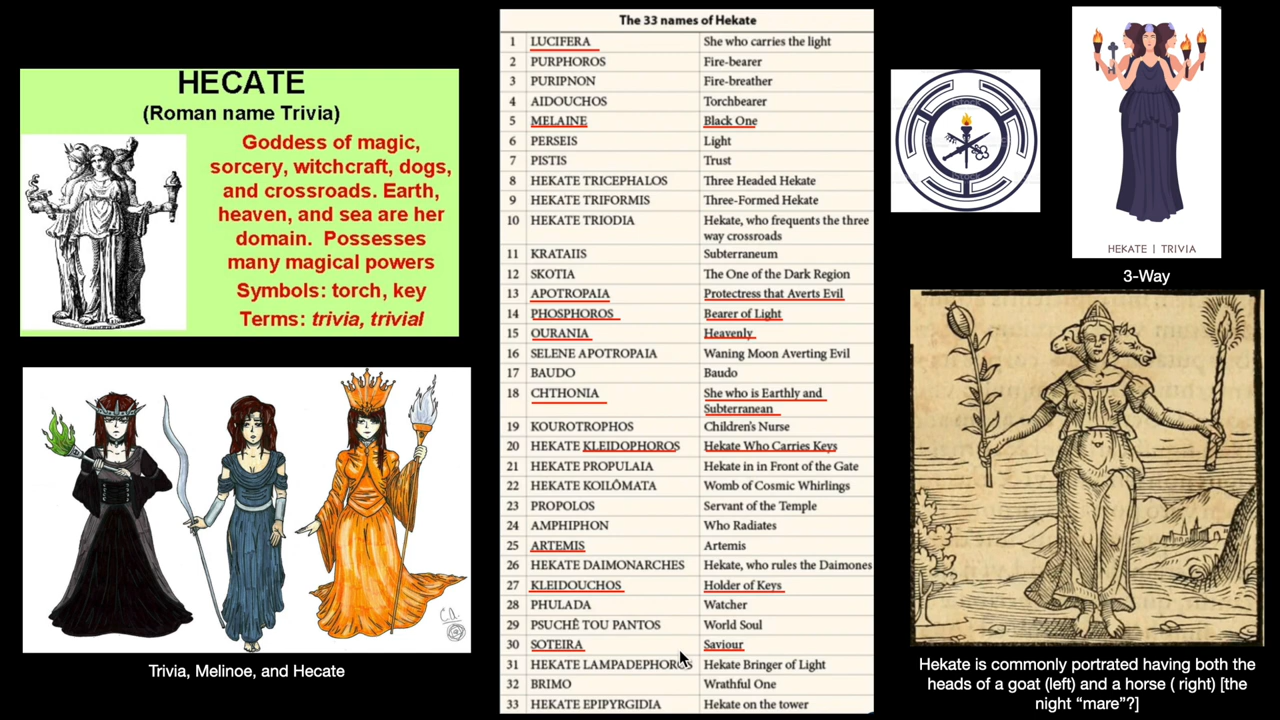 HECATE
(Roman name Trivia)
Goddess of magic,
sorcery, witchcraft, dogs,
and crossroads. Earth,
heaven, and sea are her
domain. Possesses
many magical powers
Symbols: torch, key
Terms: trivia, trivial
Trivia, Melinoe, and Hecate
The 33 names of Hekate
1 LUCIFERA She who carries the light
2 PURPHOROS Fire-bearer
3 PURIPNON Fire-breather
4 AIDOUCHOS Torchbearer
5 MELAINE Black One
6 PERSEIS Light
7 PISTIS Trust
8 HEKATE TRICEPHALOS Three Headed Hekate
9 HEKATE TRIFORMIS Three-Formed Hekate
10 HEKATE TRIODIA Hekate, who frequents the three
way crossroads
11 KRATAIIS Subterraneum
12 SKOTIA The One of the Dark Region
13 APOTROPAIA Protectress that Averts Evil
14 PHOSPHOROS Bearer of Light
15 OURANIA Heavenly
16 SELENE APOTROPAIA Waning Moon Averting Evil
17 BAUDO Baudo
18 CHTHONIA She who is Earthly and
Subterranean
19 KOUROTROPHOS Children's Nurse
20 HEKATE KLEIDOPHOROS Hekate Who Carries Keys
21 HEKATE PROPULAIA Hekate in in Front of the Gate
22 HEKATE KOILÔMATA Womb of Cosmic Whirlings
23 PROPOLOS Servant of the Temple
24 AMPHIPHON Who Radiates
25 ARTEMIS Artemis
26 HEKATE DAIMONARCHES Hekate, who rules the Daimones
27 KLEIDOUCHOS Holder of Keys
28 PHULADA Watcher
29 PSUCHÊ TOU PANTOS World Soul
30 SOTEIRA Saviour
31 HEKATE LAMPADEPHOROS Hekate Bringer of Light
32 BRIMO Wrathful One
33 HEKATE EPIPYRGIDIA Hekate on the tower
HEKATE | TRIVIA
3-Way
Hekate is commonly portrated having both the
heads of a goat (left) and a horse ( right) [the
night “mare”?]